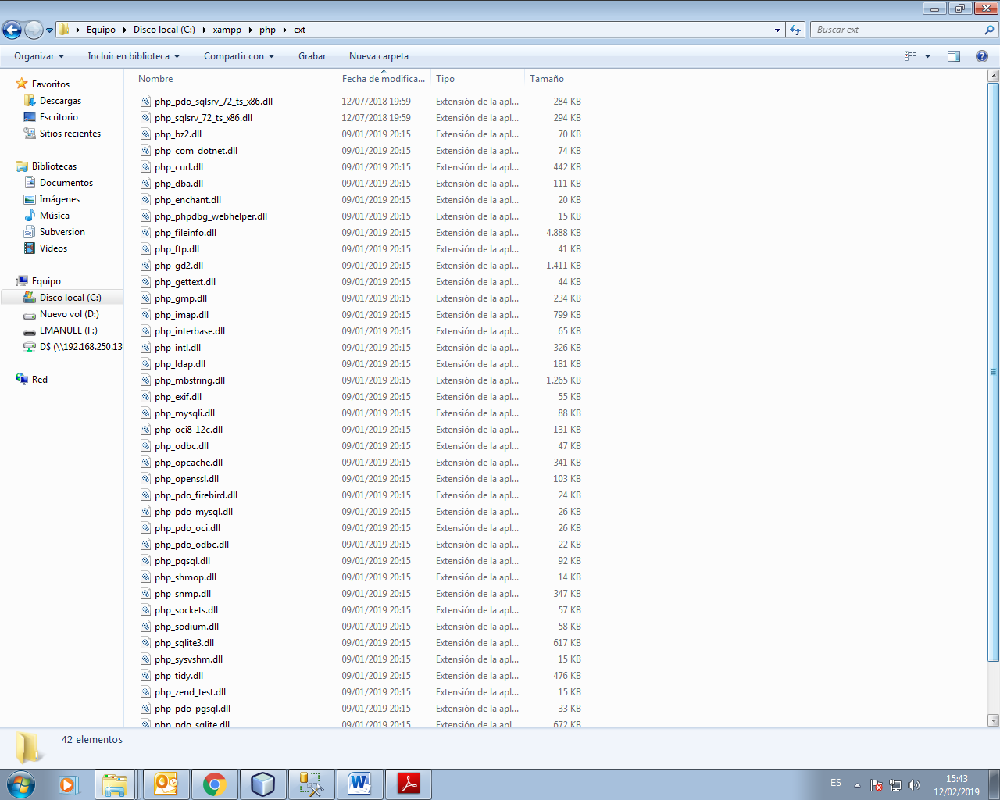 Equipo Disco local (C:) xampp php ext
Buscar ext
Organizar Incluir en biblioteca Compartir con Grabar Nueva carpeta
Favoritos
Descargas
Escritorio
Sitios recientes
Bibliotecas
Documentos
Imágenes
Música
Subversion
Vídeos
Equipo
Disco local (C:)
Nuevo vol (D:)
EMANUEL (F:)
D$ (\\192.168.250.13
Red
Nombre Fecha de modifica... Tipo Tamaño
php_pdo_sqlsrv_72_ts_x86.dll 12/07/2018 19:59 Extensión de la apl... 284 KB
php_sqlsrv_72_ts_x86.dll 12/07/2018 19:59 Extensión de la apl... 294 KB
php_bz2.dll 09/01/2019 20:15 Extensión de la apl... 70 KB
php_com_dotnet.dll 09/01/2019 20:15 Extensión de la apl... 74 KB
php_curl.dll 09/01/2019 20:15 Extensión de la apl... 442 KB
php_dba.dll 09/01/2019 20:15 Extensión de la apl... 111 KB
php_enchant.dll 09/01/2019 20:15 Extensión de la apl... 20 KB
php_phpdbg_webhelper.dll 09/01/2019 20:15 Extensión de la apl... 15 KB
php_fileinfo.dll 09/01/2019 20:15 Extensión de la apl... 4.888 KB
php_ftp.dll 09/01/2019 20:15 Extensión de la apl... 41 KB
php_gd2.dll 09/01/2019 20:15 Extensión de la apl... 1.411 KB
php_gettext.dll 09/01/2019 20:15 Extensión de la apl... 44 KB
php_gmp.dll 09/01/2019 20:15 Extensión de la apl... 234 KB
php_imap.dll 09/01/2019 20:15 Extensión de la apl... 799 KB
php_interbase.dll 09/01/2019 20:15 Extensión de la apl... 65 KB
php_intl.dll 09/01/2019 20:15 Extensión de la apl... 326 KB
php_ldap.dll 09/01/2019 20:15 Extensión de la apl... 181 KB
php_mbstring.dll 09/01/2019 20:15 Extensión de la apl... 1.265 KB
php_exif.dll 09/01/2019 20:15 Extensión de la apl... 55 KB
php_mysqli.dll 09/01/2019 20:15 Extensión de la apl... 88 KB
php_oci8_12c.dll 09/01/2019 20:15 Extensión de la apl... 131 KB
php_odbc.dll 09/01/2019 20:15 Extensión de la apl... 47 KB
php_opcache.dll 09/01/2019 20:15 Extensión de la apl... 341 KB
php_openssl.dll 09/01/2019 20:15 Extensión de la apl... 103 KB
php_pdo_firebird.dll 09/01/2019 20:15 Extensión de la apl... 24 KB
php_pdo_mysql.dll 09/01/2019 20:15 Extensión de la apl... 26 KB
php_pdo_oci.dll 09/01/2019 20:15 Extensión de la apl... 26 KB
php_pdo_odbc.dll 09/01/2019 20:15 Extensión de la apl... 22 KB
php_pgsql.dll 09/01/2019 20:15 Extensión de la apl... 92 KB
php_shmop.dll 09/01/2019 20:15 Extensión de la apl... 14 KB
php_snmp.dll 09/01/2019 20:15 Extensión de la apl... 347 KB
php_sockets.dll 09/01/2019 20:15 Extensión de la apl... 57 KB
php_sodium.dll 09/01/2019 20:15 Extensión de la apl... 58 KB
php_sqlite3.dll 09/01/2019 20:15 Extensión de la apl... 617 KB
php_sysvshm.dll 09/01/2019 20:15 Extensión de la apl... 15 KB
php_tidy.dll 09/01/2019 20:15 Extensión de la apl... 476 KB
php_zend_test.dll 09/01/2019 20:15 Extensión de la apl... 15 KB
php_pdo_pgsql.dll 09/01/2019 20:15 Extensión de la apl... 33 KB
php_pdo_sqlite.dll 09/01/2019 20:15 Extensión de la apl... 672 KB
42 elementos
ES
15:43
12/02/2019